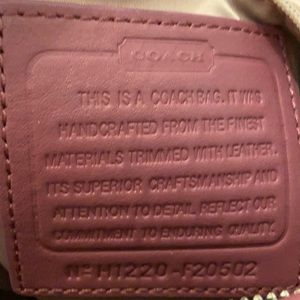 COACH
THIS IS A COACH BAG. IT WAS
HANDCRAFTED FROM THE FINEST
MATERIALS TRIMMED WITH LEATHER.
ITS SUPERIOR CRAFTSMANSHIP AND
ATTENTION TO DETAIL REFLECT OUR
COMMITMENT TO ENDURING QUALITY.
Nº H1220-F20502